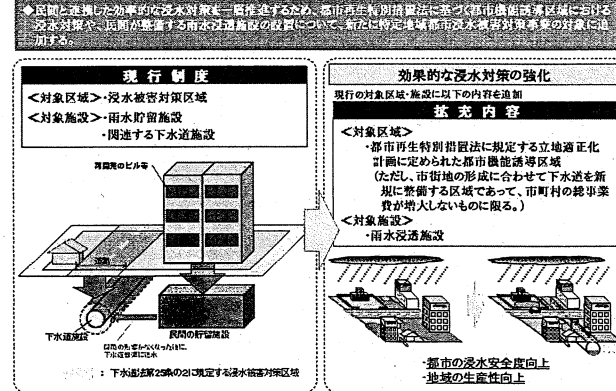 ◆民間と連携した効率的な浸水対策を一層推進するため、都市再生特別措置法に基づく都市機能誘導区域における
浸水対策や、民間が整備する雨水浸透施設の設置について、新たに特定地域都市浸水被害対策事業の対象に追
加する。
現行制度
＜対象区域＞・浸水被害対策区域
＜対象施設＞・雨水貯留施設
・関連する下水道施設
再開発のビル等
道路
下水道施設
民間の貯留施設
下水道法第25条の2に規定する浸水被害対策区域
効果的な浸水対策の強化
現行の対象区域・施設に以下の内容を追加
拡充内容
＜対象区域＞
・都市再生特別措置法に規定する立地適正化
計画に定められた都市機能誘導区域
(ただし、市街地の形成に合わせて下水道を新
規に整備する区域であって、市町村の総事業
費が増大しないものに限る。)
＜対象施設＞
・雨水浸透施設
・都市の浸水安全度向上
・地域の生産性向上